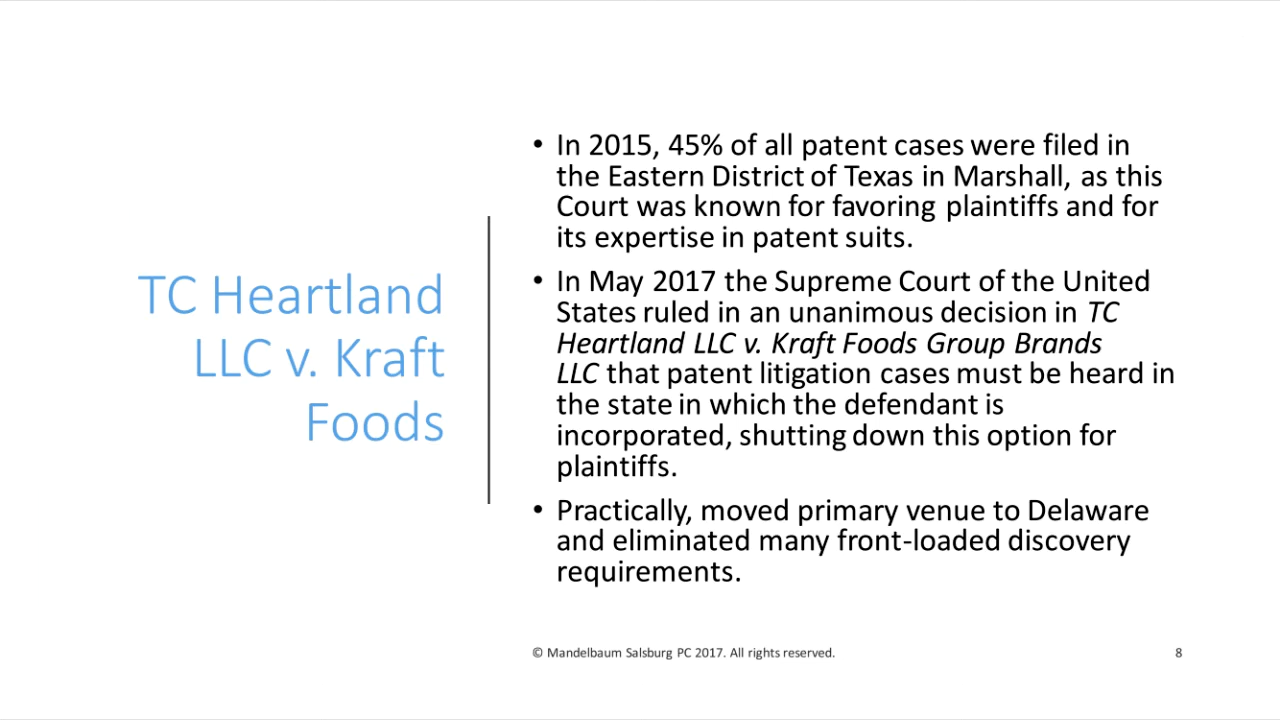 TC Heartland
LLC v. Kraft
Foods
• In 2015, 45% of all patent cases were filed in
the Eastern District of Texas in Marshall, as this
Court was known for favoring plaintiffs and for
its expertise in patent suits.
• In May 2017 the Supreme Court of the United
States ruled in an unanimous decision in TC
Heartland LLC v. Kraft Foods Group Brands
LLC that patent litigation cases must be heard in
the state in which the defendant is
incorporated, shutting down this option for
plaintiffs.
• Practically, moved primary venue to Delaware
and eliminated many front-loaded discovery
requirements.
© Mandelbaum Salsburg PC 2017. All rights reserved.
8